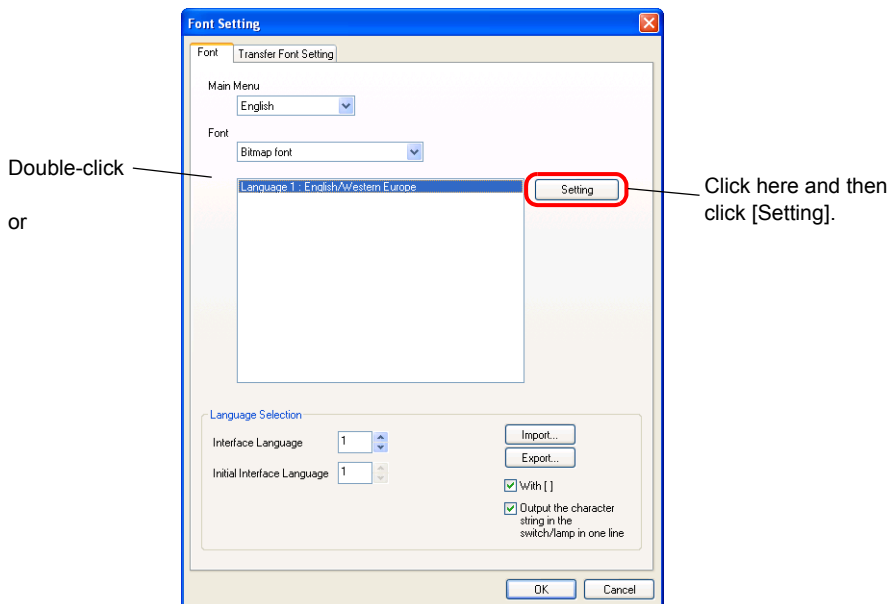 Font Setting
Font
Transfer Font Setting
Main Menu
English
Font
Bitmap font
Double-click
or
Language 1 : English/Western Europe
Setting
Click here and then
click [Setting].
Language Selection
Interface Language
1
Initial Interface Language
1
Import...
Export...
With [ ]
Output the character
string in the
switch/lamp in one line
OK
Cancel